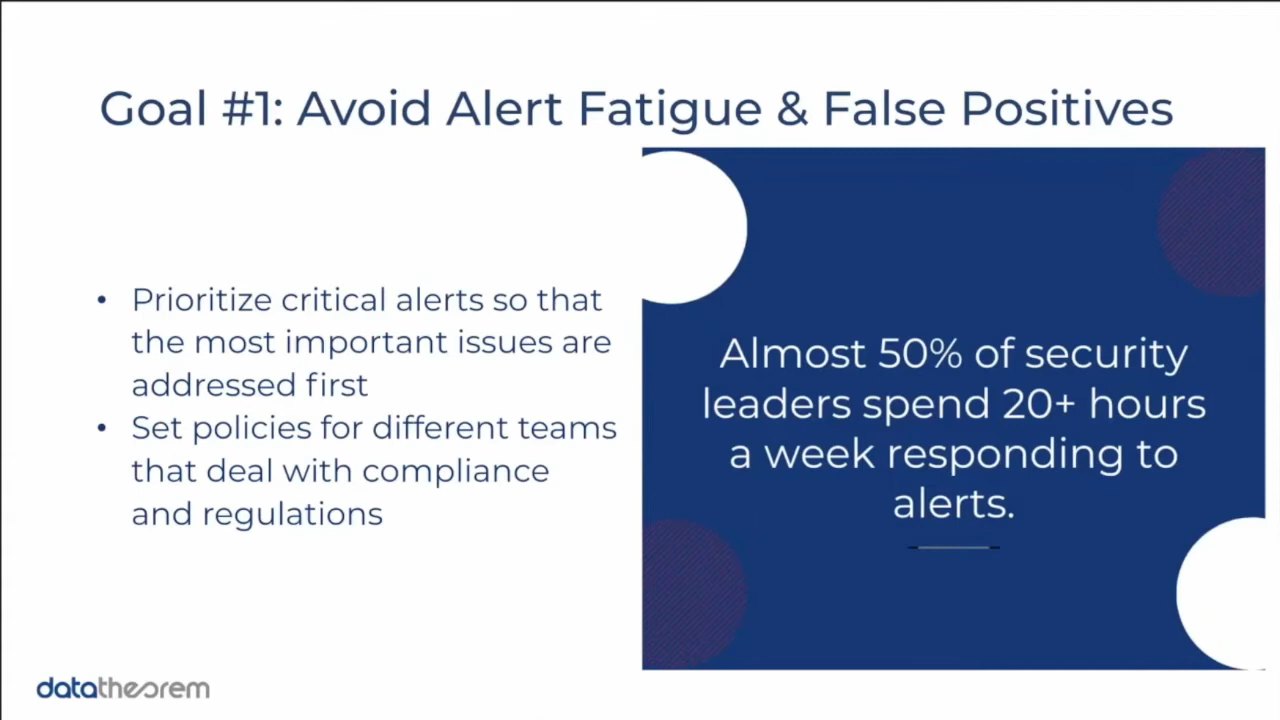 Goal #1: Avoid Alert Fatigue & False Positives
• Prioritize critical alerts so that
the most important issues are
addressed first
• Set policies for different teams
that deal with compliance
and regulations
Almost 50% of security
leaders spend 20+ hours
a week responding to
alerts.
datatheorem